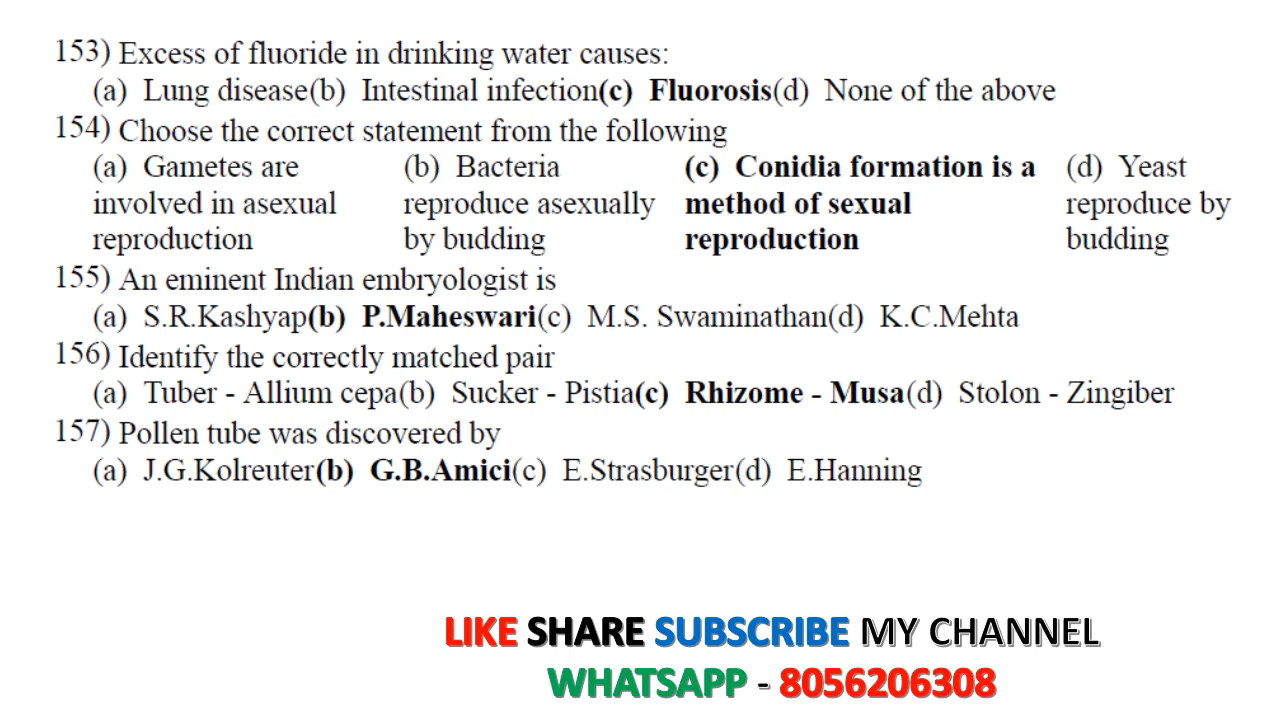 153) Excess of fluoride in drinking water causes:
(a) Lung disease(b) Intestinal infection(c) Fluorosis(d) None of the above
154) Choose the correct statement from the following
(a) Gametes are (b) Bacteria (c) Conidia formation is a (d) Yeast
involved in asexual reproduce asexually method of sexual reproduce by
reproduction by budding reproduction budding
155) An eminent Indian embryologist is
(a) S.R.Kashyap(b) P.Maheswari(c) M.S. Swaminathan(d) K.C.Mehta
156) Identify the correctly matched pair
(a) Tuber - Allium cepa(b) Sucker - Pistia(c) Rhizome - Musa(d) Stolon - Zingiber
157) Pollen tube was discovered by
(a) J.G.Kolreuter(b) G.B.Amici(c) E.Strasburger(d) E.Hanning
LIKE SHARE SUBSCRIBE MY CHANNEL
WHATSAPP - 8056206308